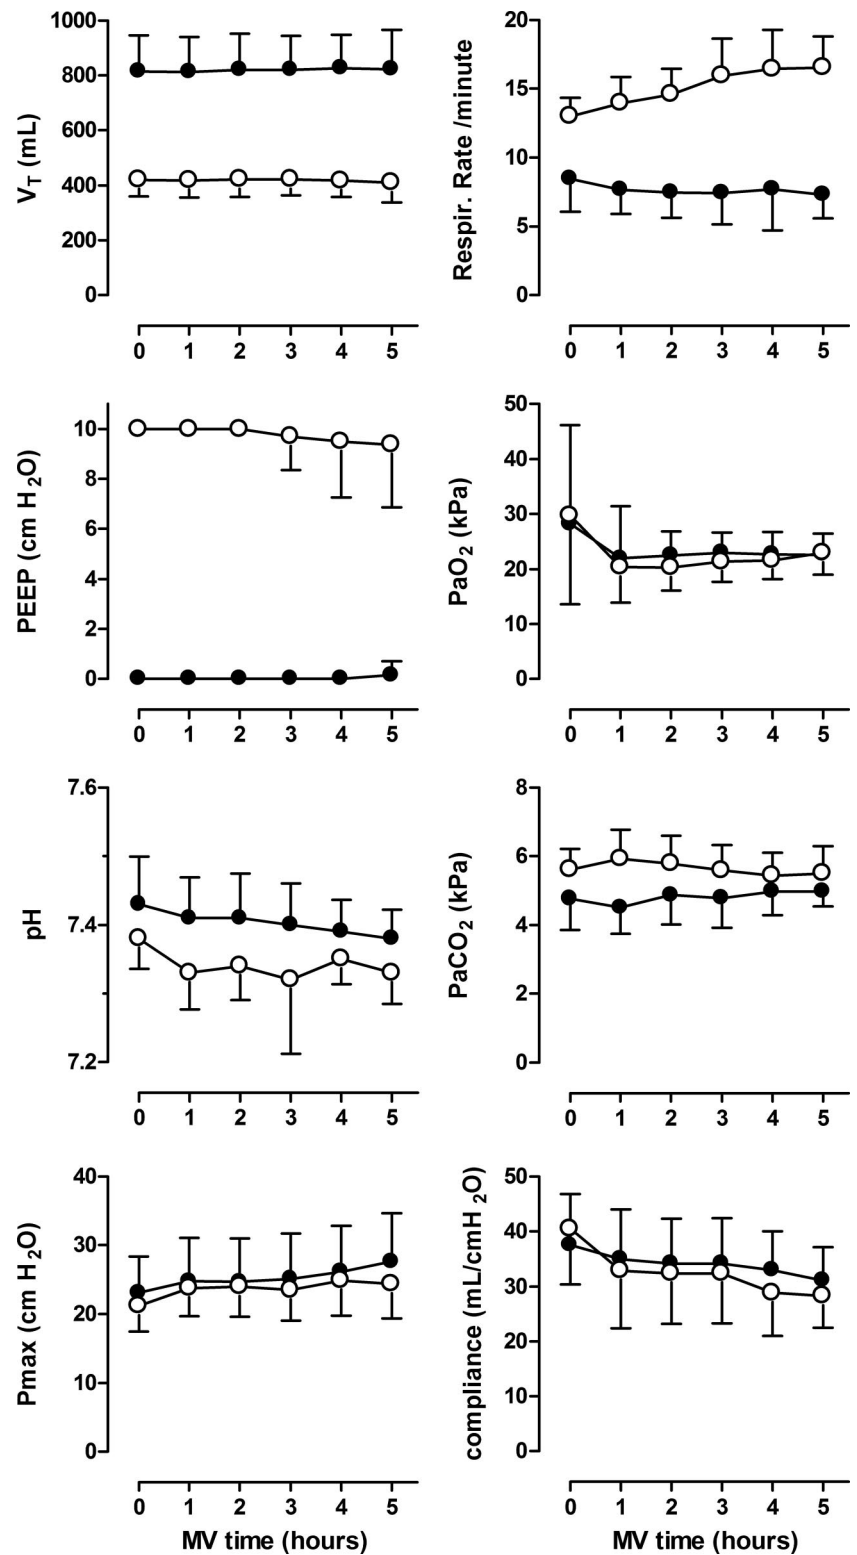 V_T (mL)
1000
800
600
400
200
0
0 1 2 3 4 5
Respir. Rate /minute
20
15
10
5
0
0 1 2 3 4 5
PEEP (cm H₂O)
10
8
6
4
2
0
0 1 2 3 4 5
PaO₂ (kPa)
50
40
30
20
10
0
0 1 2 3 4 5
pH
7.6
7.4
7.2
0 1 2 3 4 5
PaCO₂ (kPa)
8
6
4
2
0
0 1 2 3 4 5
Pmax (cm H₂O)
40
30
20
10
0
0 1 2 3 4 5
MV time (hours)
compliance (mL/cmH₂O)
50
40
30
20
10
0
0 1 2 3 4 5
MV time (hours)